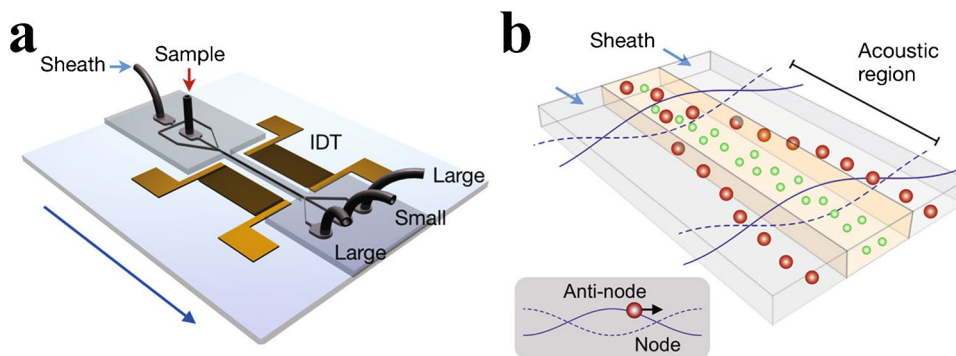 a
Sheath
Sample
IDT
Large
Small
Large
b
Sheath
Acoustic
region
Anti-node
Node